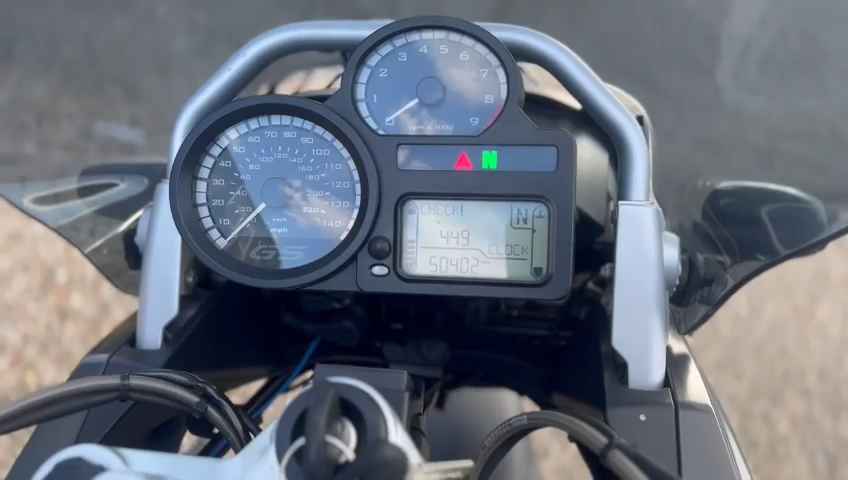 0 1 2 3 4 5 6 7 8 9
rpm x 1000
10 20 30 40 50 60 70 80 90 100 110 120 130 140
20 40 60 80 100 120 140 160 180 200 220
km/h
mph
GS
N
CHECK!
N
449
CLOCK
50402